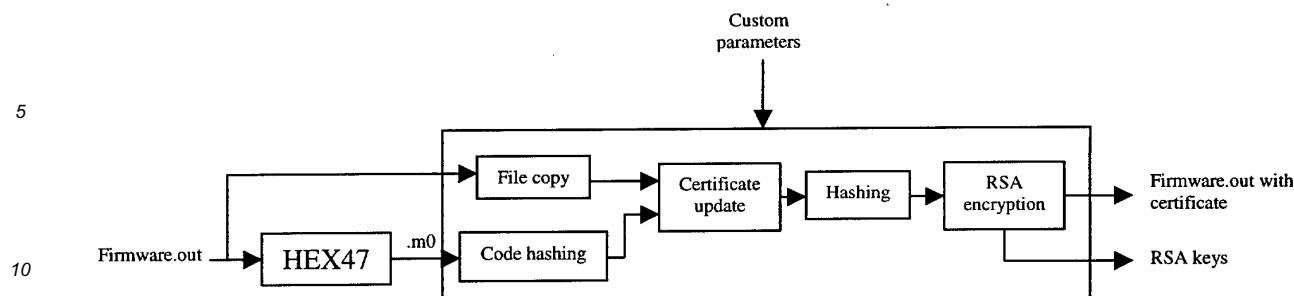 Custom
parameters
5
File copy
Certificate
update
Hashing
RSA
encryption
Firmware.out with
certificate
Firmware.out
HEX47
.m0
Code hashing
RSA keys
10